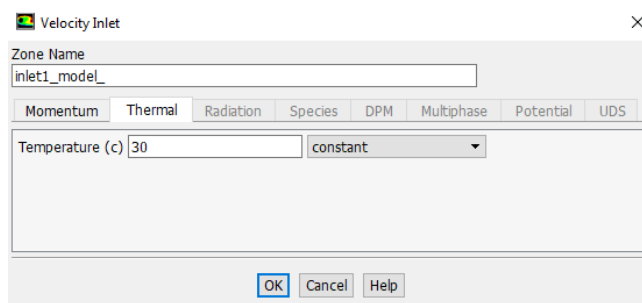 Velocity Inlet
Zone Name
inlet1_model_
Momentum Thermal Radiation Species DPM Multiphase Potential UDS
Temperature (c) 30 constant
OK Cancel Help